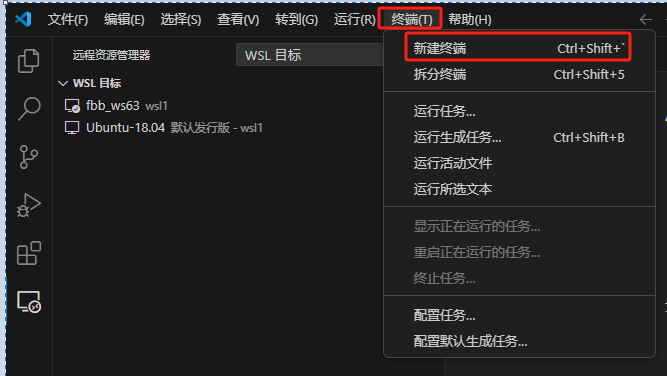 文件(F) 编辑(E) 选择(S) 查看(V) 转到(G) 运行(R) 终端(T) 帮助(H)
远程资源管理器 WSL 目标
WSL 目标
fbb_ws63 wsl1
Ubuntu-18.04 默认发行版 - wsl1
新建终端 Ctrl+Shift+`
拆分终端 Ctrl+Shift+5
运行任务...
运行生成任务... Ctrl+Shift+B
运行活动文件
运行所选文本
显示正在运行的任务...
重启正在运行的任务...
终止任务...
配置任务...
配置默认生成任务...